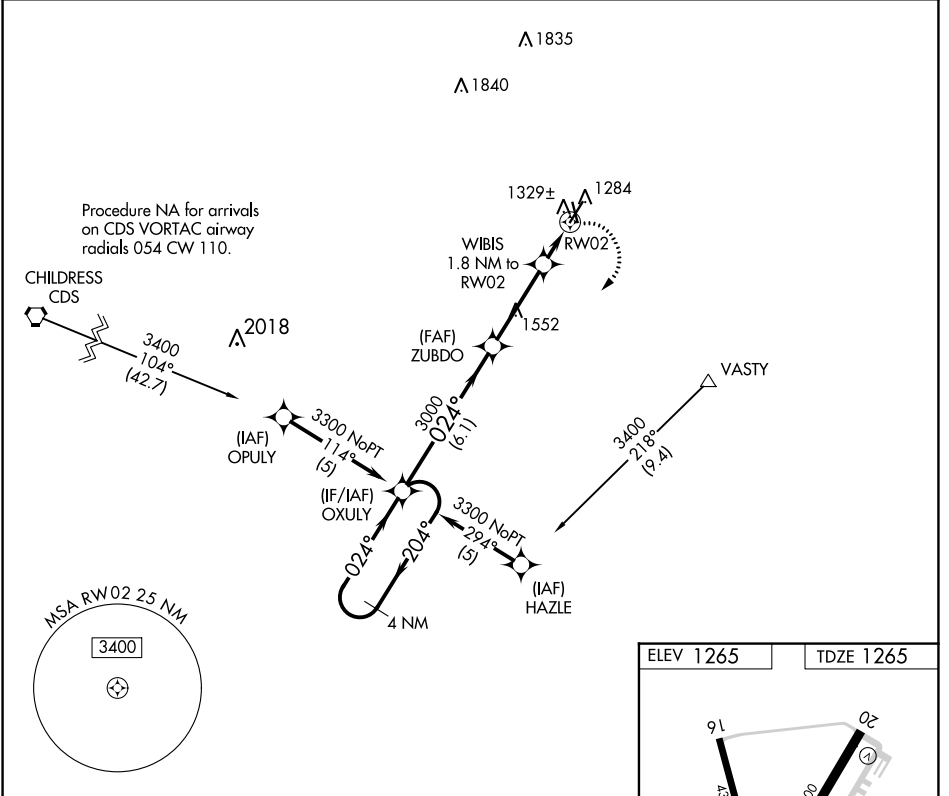 1835
1840
1329±
1284
Procedure NA for arrivals
on CDS VORTAC airway
radials 054 CW 110.
WIBIS
1.8 NM to
RW02
RW02
CHILDRESS
CDS
2018
1552
(FAF)
ZUBDO
VASTY
3400
104°
(42.7)
3000
024°
(6.1)
3400
218°
(9.4)
(IAF)
OPULY
3300 NoPT
114°
(5)
(IF/IAF)
OXULY
3300 NoPT
294°
(5)
024°
204°
(IAF)
HAZLE
4 NM
MSA RW02 25 NM
3400
ELEV 1265
TDZE 1265
16
20
V